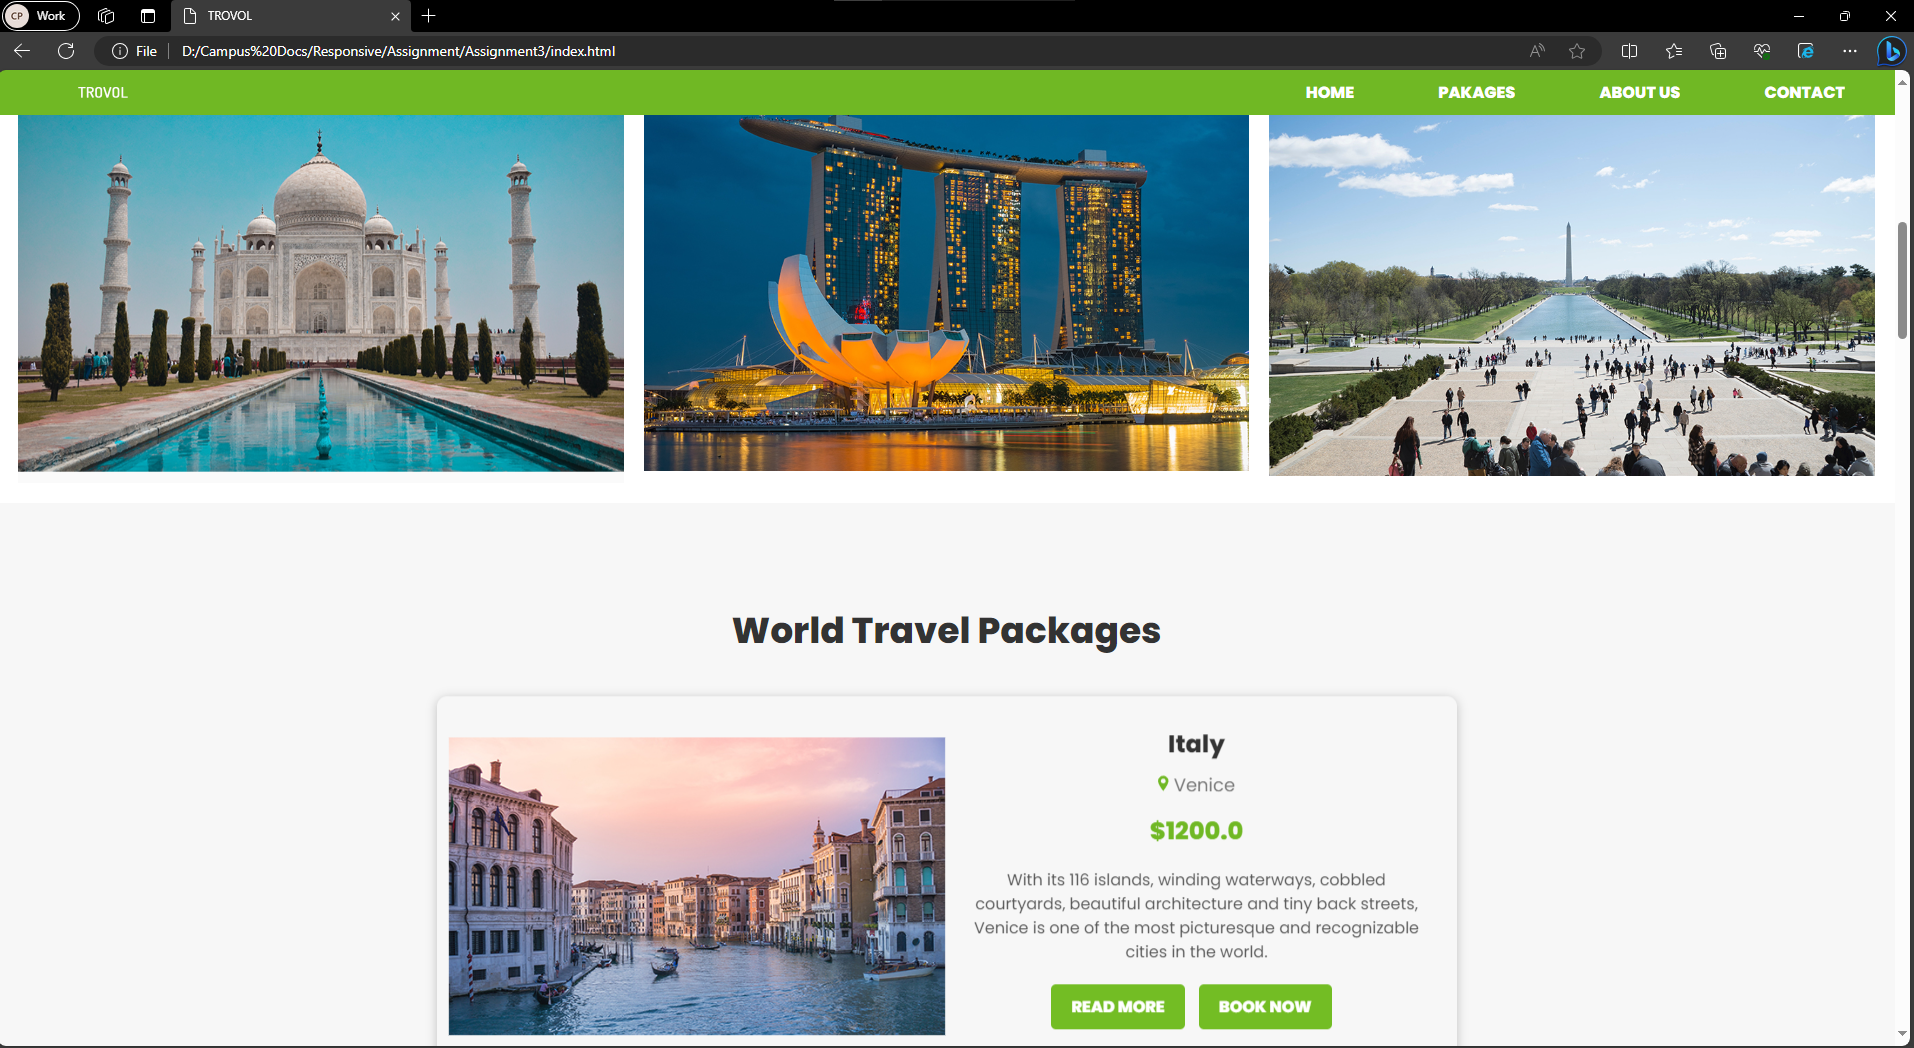 CP Work
TROVOL
File
D:/Campus%20Docs/Responsive/Assignment/Assignment3/index.html
TROVOL
HOME
PAKAGES
ABOUT US
CONTACT
World Travel Packages
Italy
Venice
$1200.0
With its 116 islands, winding waterways, cobbled
courtyards, beautiful architecture and tiny back streets,
Venice is one of the most picturesque and recognizable
cities in the world.
READ MORE
BOOK NOW